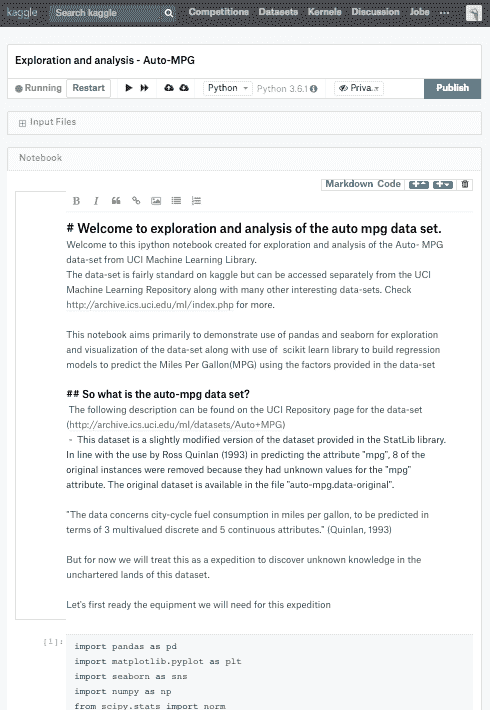 kaggle Search kaggle Competitions Datasets Kernels Discussion Jobs ...
Exploration and analysis - Auto-MPG
Running Restart Python Python 3.6.1 Priva... Publish
Input Files
Notebook
Markdown Code
B I
# Welcome to exploration and analysis of the auto mpg data set.
Welcome to this ipython notebook created for exploration and analysis of the Auto- MPG
data-set from UCI Machine Learning Library.
The data-set is fairly standard on kaggle but can be accessed separately from the UCI
Machine Learning Repository along with many other interesting data-sets. Check
http://archive.ics.uci.edu/ml/index.php for more.
This notebook aims primarily to demonstrate use of pandas and seaborn for exploration
and visualization of the data-set along with use of scikit learn library to build regression
models to predict the Miles Per Gallon(MPG) using the factors provided in the data-set
## So what is the auto-mpg data set?
The following description can be found on the UCI Repository page for the data-set
(http://archive.ics.uci.edu/ml/datasets/Auto+MPG)
- This dataset is a slightly modified version of the dataset provided in the StatLib library.
In line with the use by Ross Quinlan (1993) in predicting the attribute "mpg", 8 of the
original instances were removed because they had unknown values for the "mpg"
attribute. The original dataset is available in the file "auto-mpg.data-original".
"The data concerns city-cycle fuel consumption in miles per gallon, to be predicted in
terms of 3 multivalued discrete and 5 continuous attributes." (Quinlan, 1993)
But for now we will treat this as a expedition to discover unknown knowledge in the
unchartered lands of this dataset.
Let's first ready the equipment we will need for this expedition
[1]: import pandas as pd
import matplotlib.pyplot as plt
import seaborn as sns
import numpy as np
from scipy.stats import norm